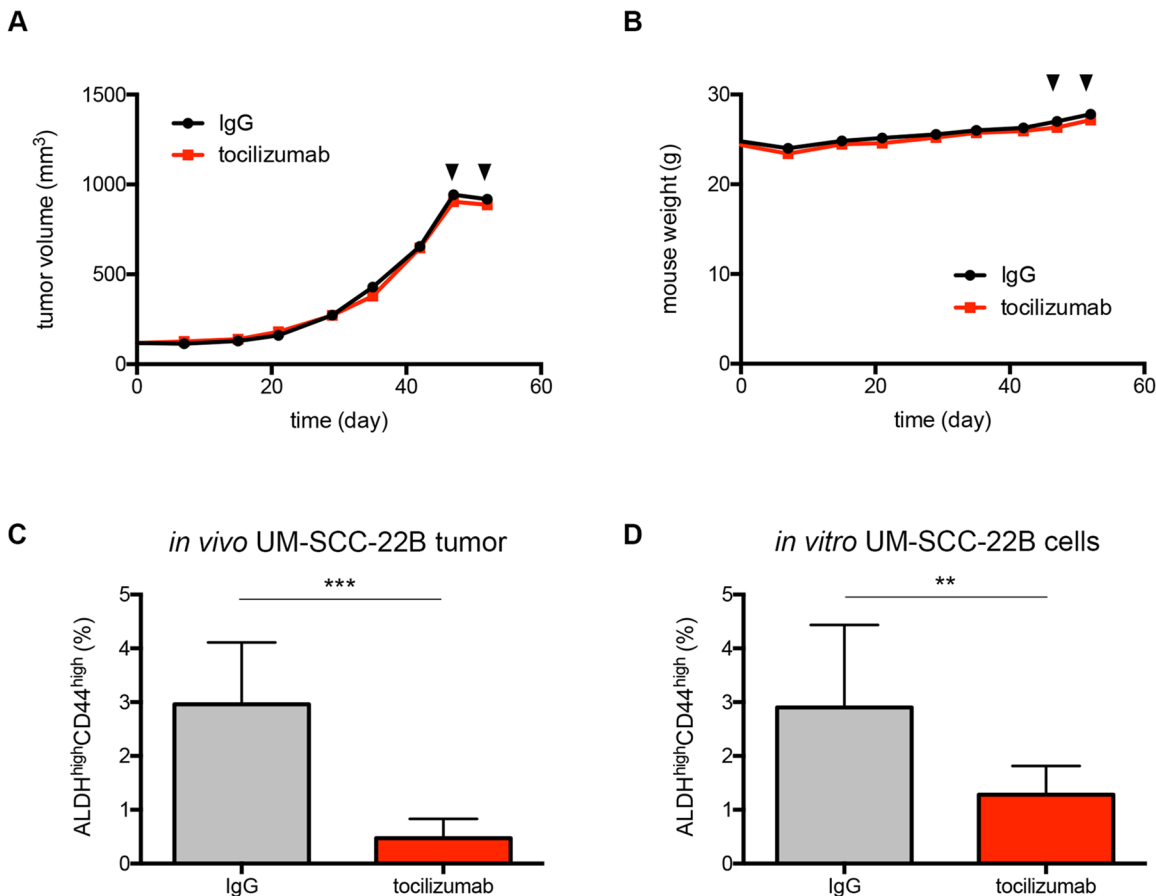 A
tumor volume (mm³)
1500
1000
500
0
0 20 40 60
time (day)
IgG
tocilizumab
B
mouse weight (g)
30
20
10
0
0 20 40 60
time (day)
IgG
tocilizumab
C
in vivo UM-SCC-22B tumor
***
ALDHʰⁱᵍʰCD44ʰⁱᵍʰ (%)
5
4
3
2
1
0
IgG tocilizumab
D
in vitro UM-SCC-22B cells
**
ALDHʰⁱᵍʰCD44ʰⁱᵍʰ (%)
5
4
3
2
1
0
IgG tocilizumab